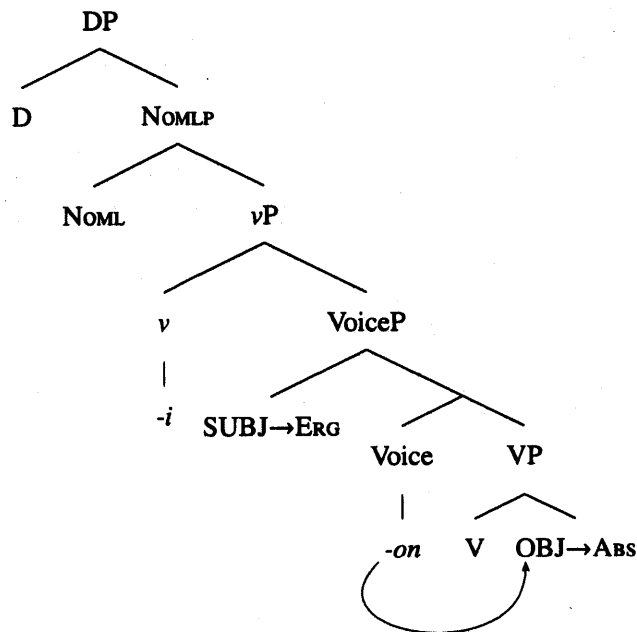 DP
D NOMLP
NOML vP
v VoiceP
-i SUBJ→ERG
Voice VP
-on V OBJ→ABS